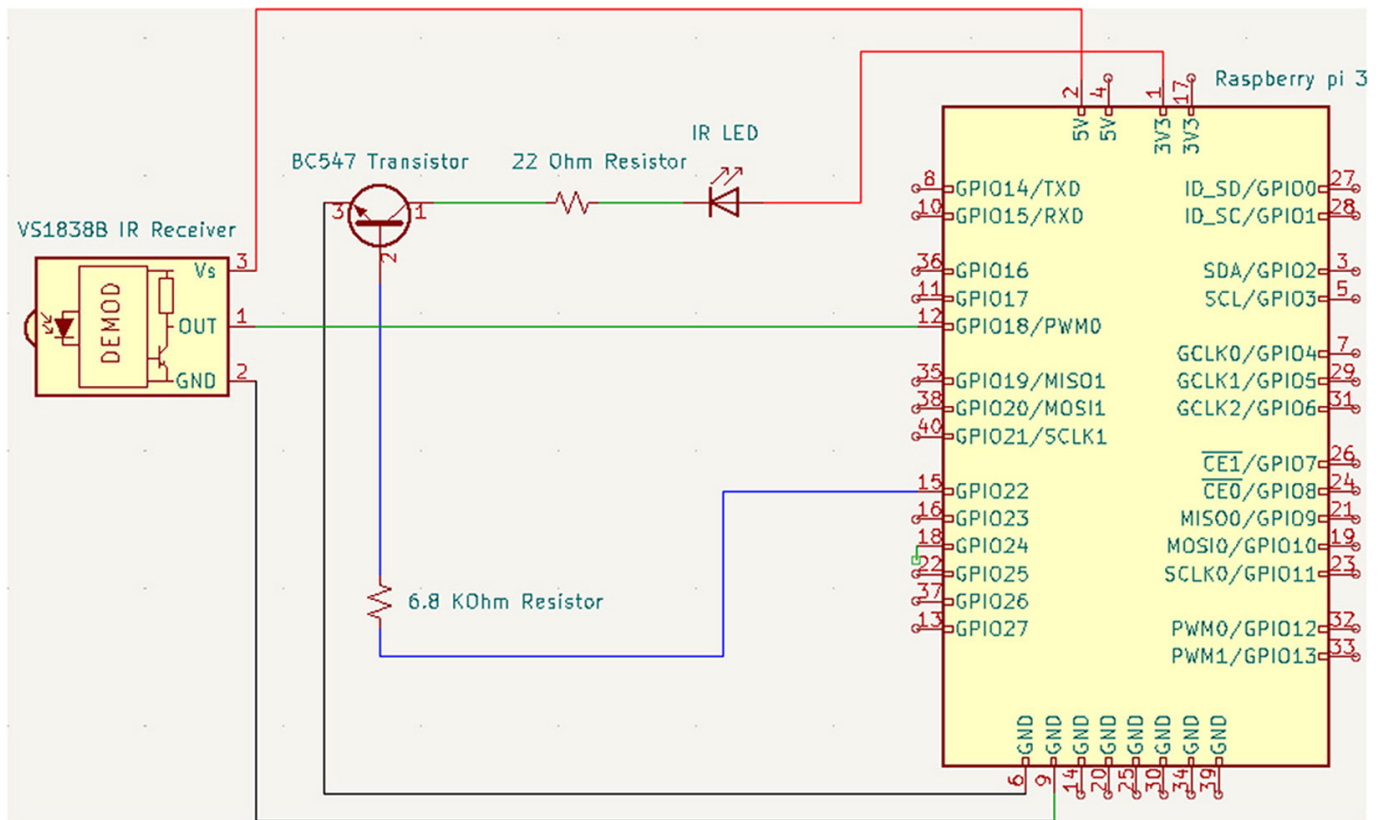 Raspberry pi 3
2
4
1
17
5V
5V
3V3
3V3
IR LED
BC547 Transistor
22 Ohm Resistor
3
1
2
VS1838B IR Receiver
Vs
3
DEMOD
OUT
1
GND
2
6.8 KOhm Resistor
8
GPIO14/TXD
10
GPIO15/RXD
36
GPIO16
11
GPIO17
12
GPIO18/PWM0
35
GPIO19/MISO1
38
GPIO20/MOSI1
40
GPIO21/SCLK1
15
GPIO22
16
GPIO23
18
GPIO24
22
GPIO25
37
GPIO26
13
GPIO27
ID_SD/GPIO0
27
ID_SC/GPIO1
28
SDA/GPIO2
3
SCL/GPIO3
5
GCLK0/GPIO4
7
GCLK1/GPIO5
29
GCLK2/GPIO6
31
CE1/GPIO7
26
CE0/GPIO8
24
MISO0/GPIO9
21
MOSI0/GPIO10
19
SCLK0/GPIO11
23
PWM0/GPIO12
32
PWM1/GPIO13
33
GND
GND
GND
GND
GND
GND
GND
GND
6
9
14
20
25
30
34
39